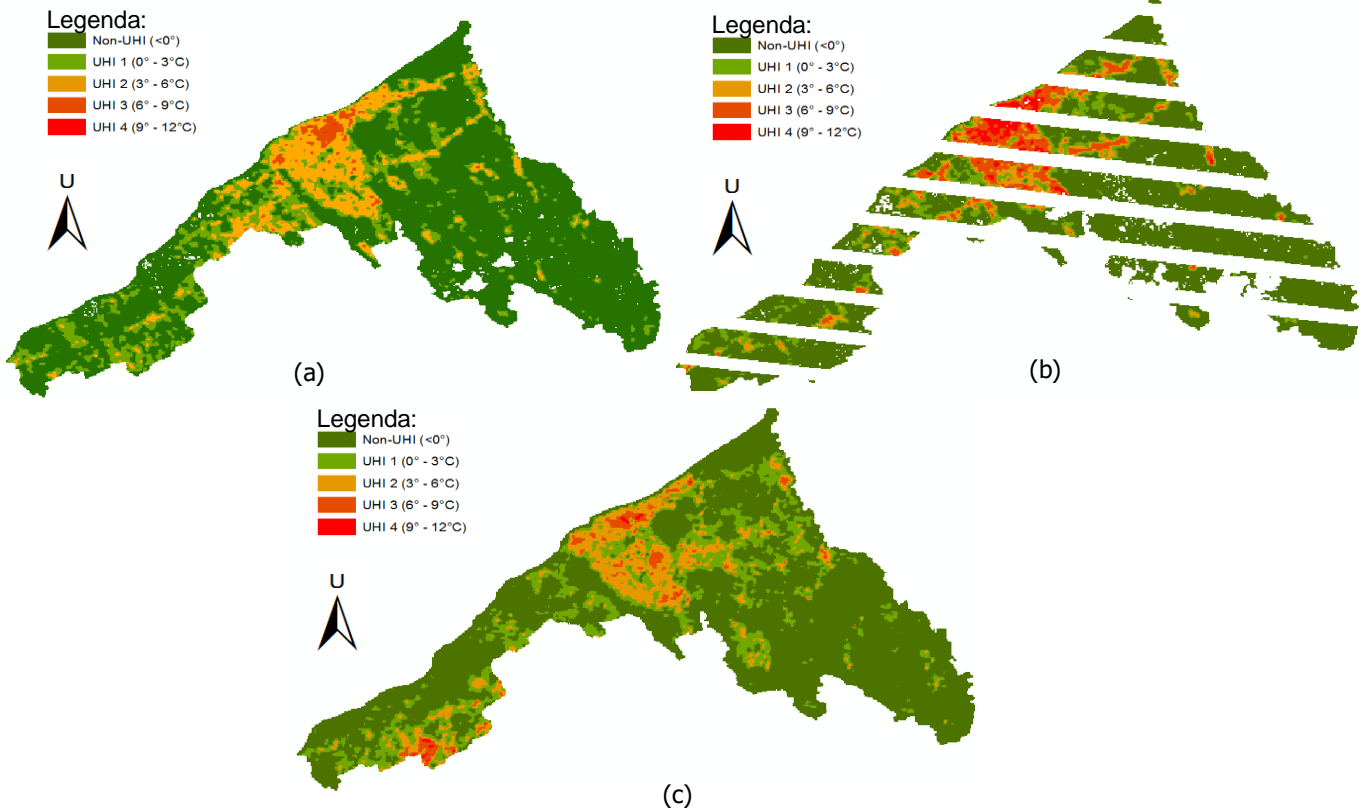 Legenda:
Non-UHI (<0°)
UHI 1 (0° - 3°C)
UHI 2 (3° - 6°C)
UHI 3 (6° - 9°C)
UHI 4 (9° - 12°C)
U
(a)
Legenda:
Non-UHI (<0°)
UHI 1 (0° - 3°C)
UHI 2 (3° - 6°C)
UHI 3 (6° - 9°C)
UHI 4 (9° - 12°C)
U
(b)
Legenda:
Non-UHI (<0°)
UHI 1 (0° - 3°C)
UHI 2 (3° - 6°C)
UHI 3 (6° - 9°C)
UHI 4 (9° - 12°C)
U
(c)